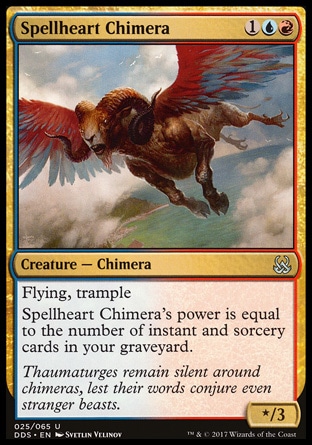 Spellheart Chimera 1
Creature — Chimera
Flying, trample
Spellheart Chimera's power is equal
to the number of instant and sorcery
cards in your graveyard.
Thaumaturges remain silent around
chimeras, lest their words conjure even
stranger beasts.
*/3
025/065 U
DDS • EN Svetlin Velinov
™ & © 2017 Wizards of the Coast